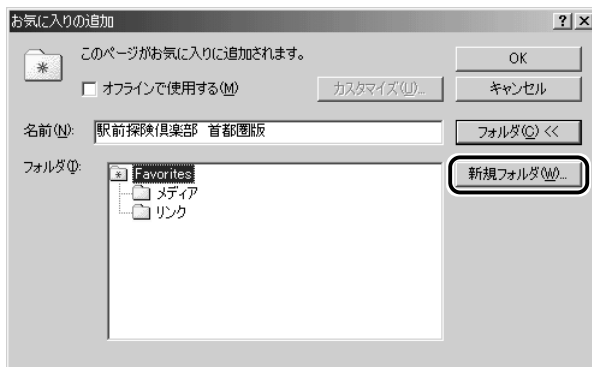 お気に入りの追加
このページがお気に入りに追加されます。
OK
オフラインで使用する(M)
カスタマイズ(U)...
キャンセル
名前(N):
駅前探険倶楽部 首都圏版
フォルダ(C) <<
フォルダ(I):
Favorites
新規フォルダ(W)...
メディア
リンク